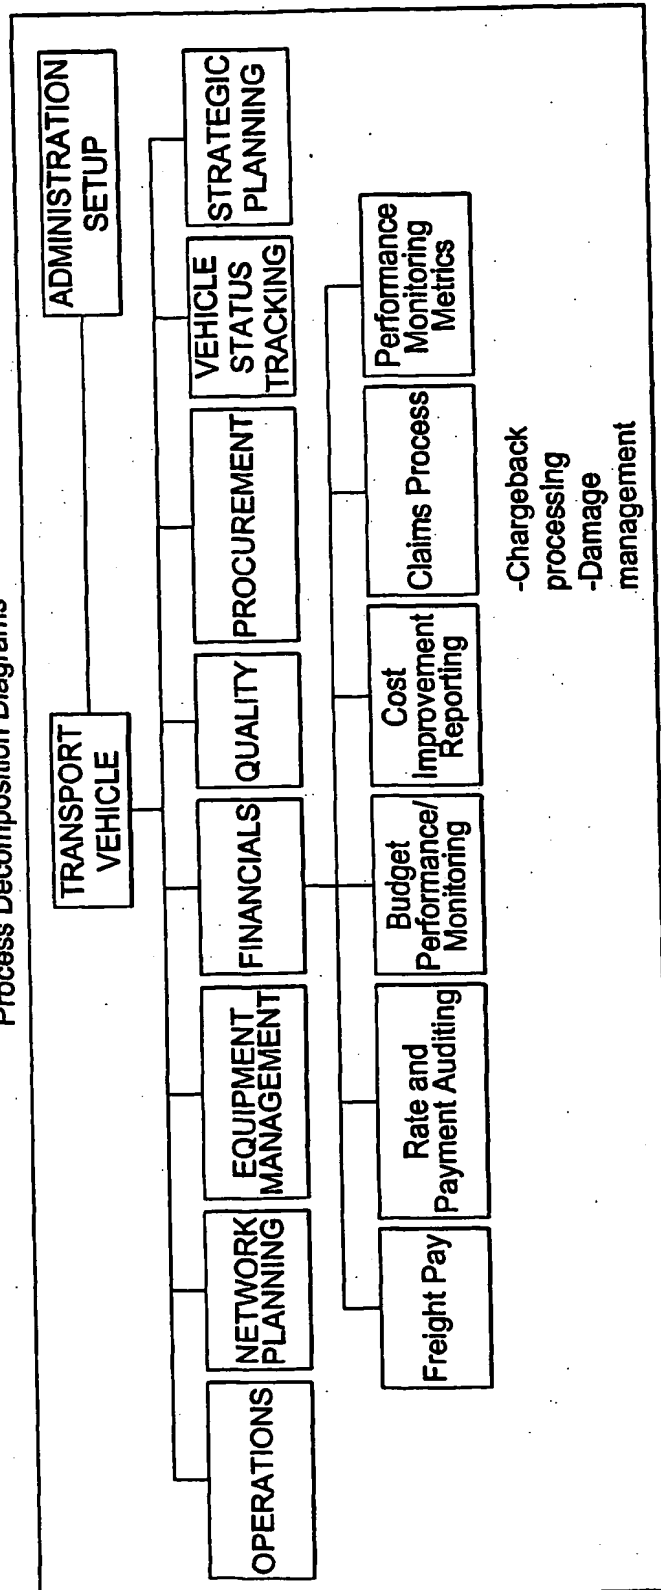 Process Decomposition Diagrams
TRANSPORT
VEHICLE
ADMINISTRATION
SETUP
OPERATIONS
NETWORK
PLANNING
EQUIPMENT
MANAGEMENT
FINANCIALS
QUALITY
PROCUREMENT
VEHICLE
STATUS
TRACKING
STRATEGIC
PLANNING
Freight Pay
Rate and
Payment Auditing
Budget
Performance/
Monitoring
Cost
Improvement
Reporting
Claims Process
Performance
Monitoring
Metrics
-Chargeback
processing
-Damage
management